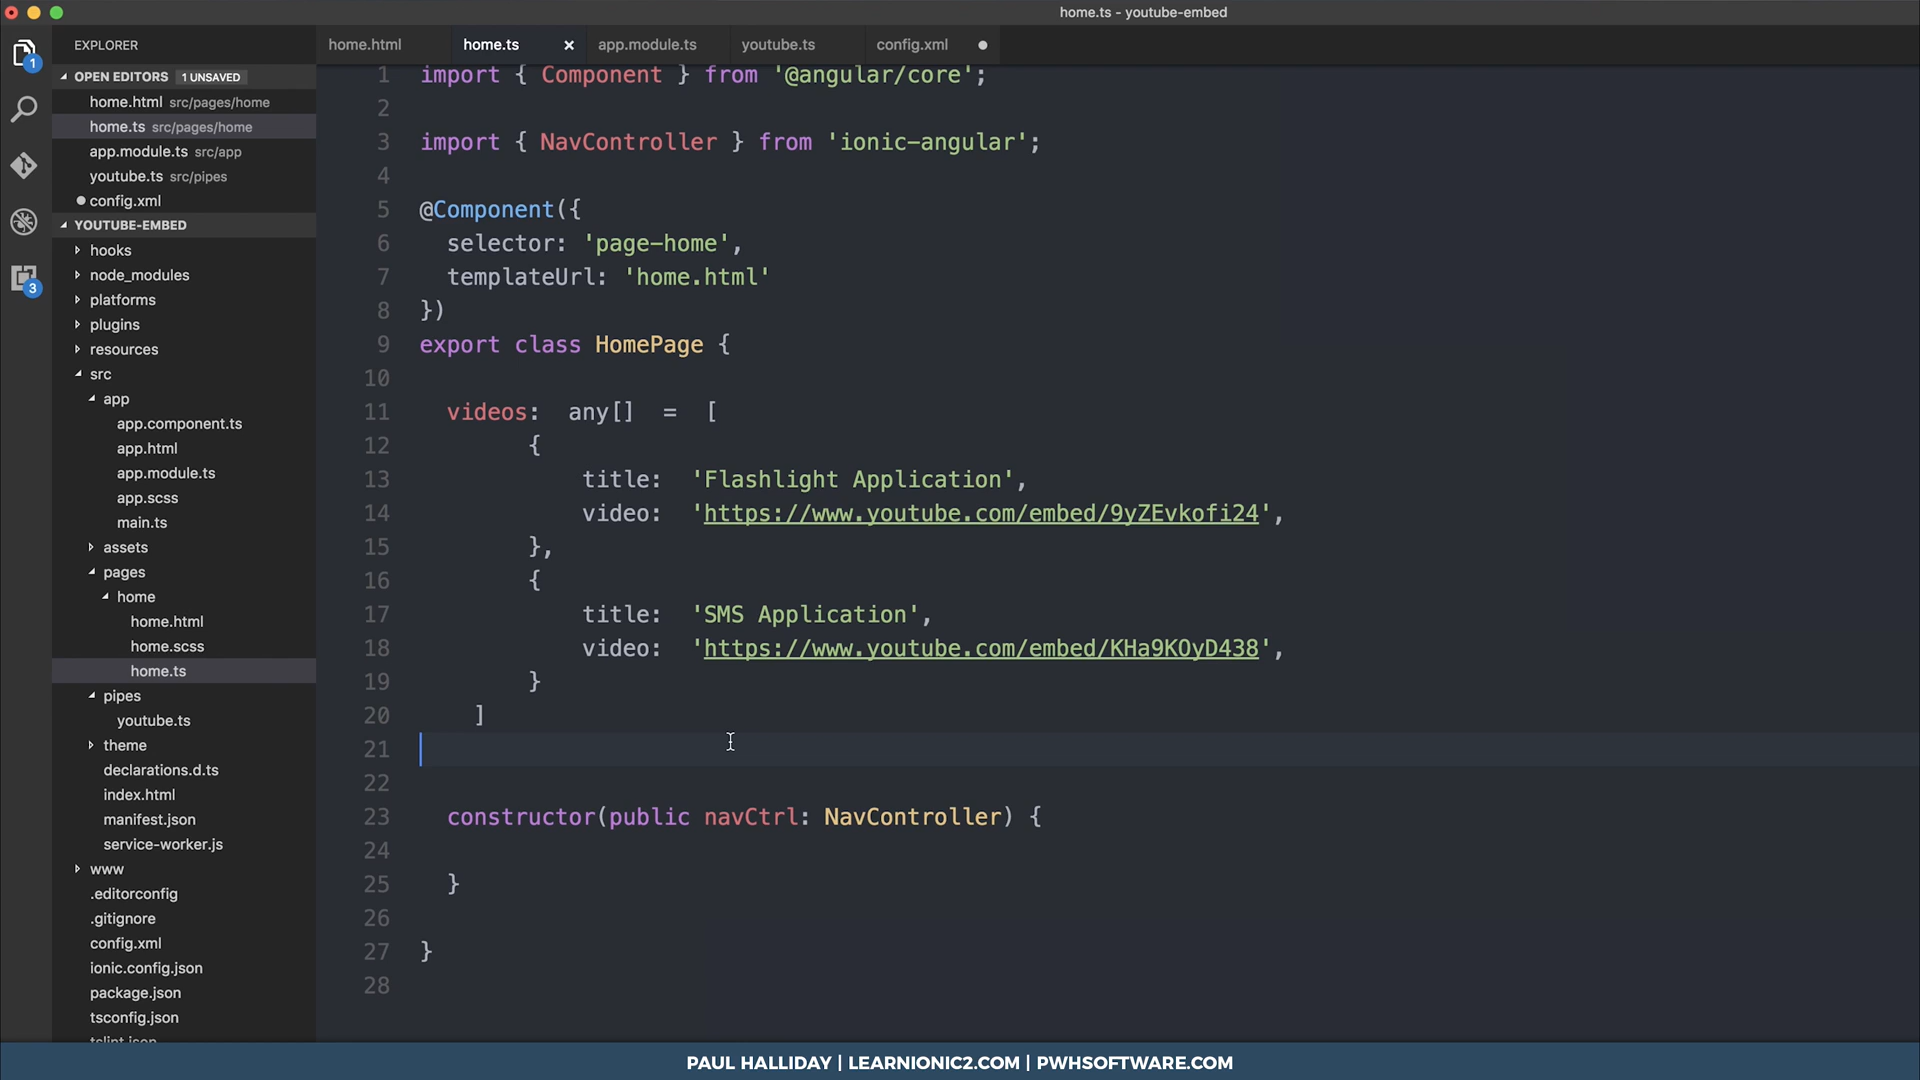 home.ts - youtube-embed
EXPLORER
OPEN EDITORS 1 UNSAVED
home.html src/pages/home
home.ts src/pages/home
app.module.ts src/app
youtube.ts src/pipes
config.xml
YOUTUBE-EMBED
hooks
node_modules
platforms
plugins
resources
src
app
app.component.ts
app.html
app.module.ts
app.scss
main.ts
assets
pages
home
home.html
home.scss
home.ts
pipes
youtube.ts
theme
declarations.d.ts
index.html
manifest.json
service-worker.js
www
.editorconfig
.gitignore
config.xml
ionic.config.json
package.json
tsconfig.json
tslint.json
1
3
home.html home.ts app.module.ts youtube.ts config.xml
1 import { Component } from '@angular/core';
2
3 import { NavController } from 'ionic-angular';
4
5 @Component({
6 selector: 'page-home',
7 templateUrl: 'home.html'
8 })
9 export class HomePage {
10
11 videos: any[] = [
12 {
13 title: 'Flashlight Application',
14 video: 'https://www.youtube.com/embed/9yZEvkofi24',
15 },
16 {
17 title: 'SMS Application',
18 video: 'https://www.youtube.com/embed/KHa9KOyD438',
19 }
20 ]
21
22
23 constructor(public navCtrl: NavController) {
24
25 }
26
27 }
28
PAUL HALLIDAY | LEARNIONIC2.COM | PWHSOFTWARE.COM